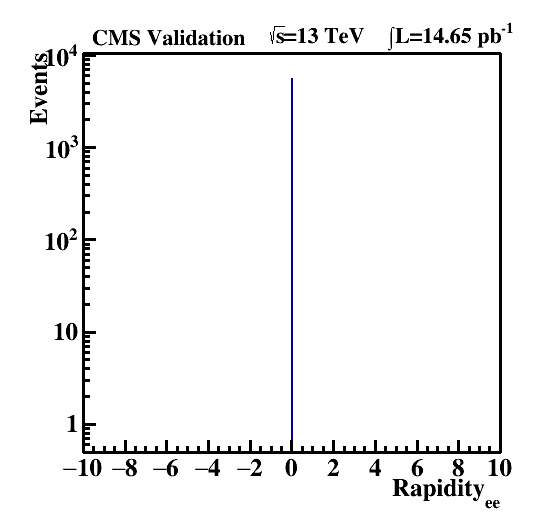 CMS Validation √s=13 TeV ∫L=14.65 pb⁻¹
Events
10⁴
10³
10²
10
1
−10 −8 −6 −4 −2 0 2 4 6 8 10
Rapidityₑₑ